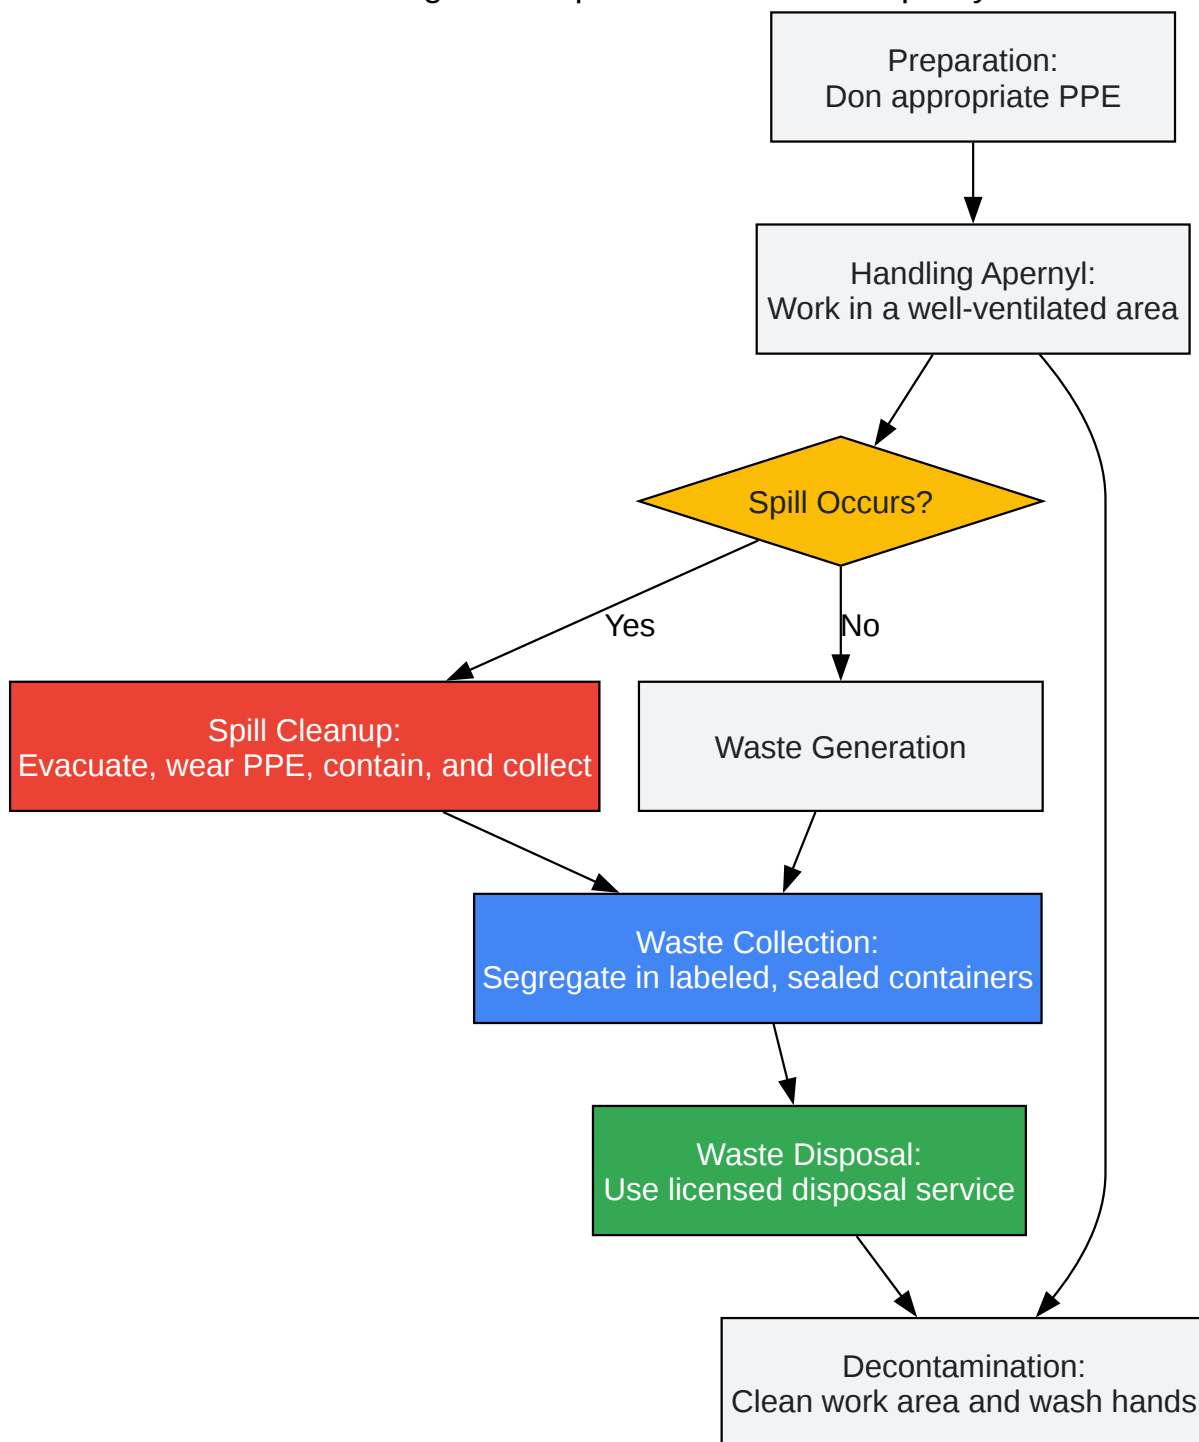 Preparation:
Don appropriate PPE
Handling Apernyl:
Work in a well-ventilated area
Spill Occurs?
Yes
No
Spill Cleanup:
Evacuate, wear PPE, contain, and collect
Waste Generation
Waste Collection:
Segregate in labeled, sealed containers
Waste Disposal:
Use licensed disposal service
Decontamination:
Clean work area and wash hands